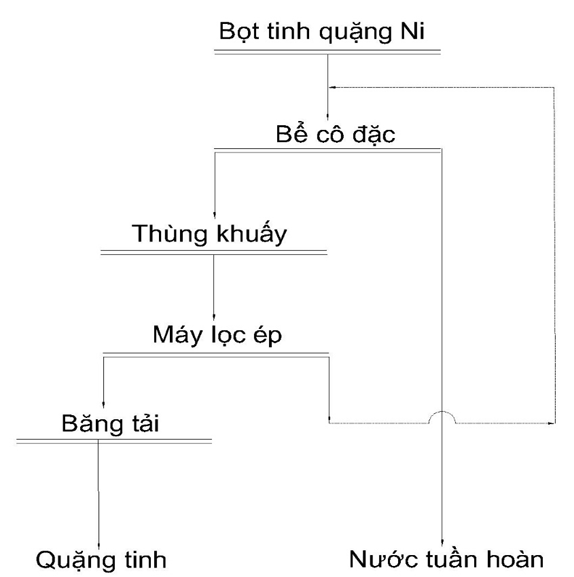 Bọt tinh quặng Ni
Bể cô đặc
Thùng khuấy
Máy lọc ép
Băng tải
Quặng tinh
Nước tuần hoàn